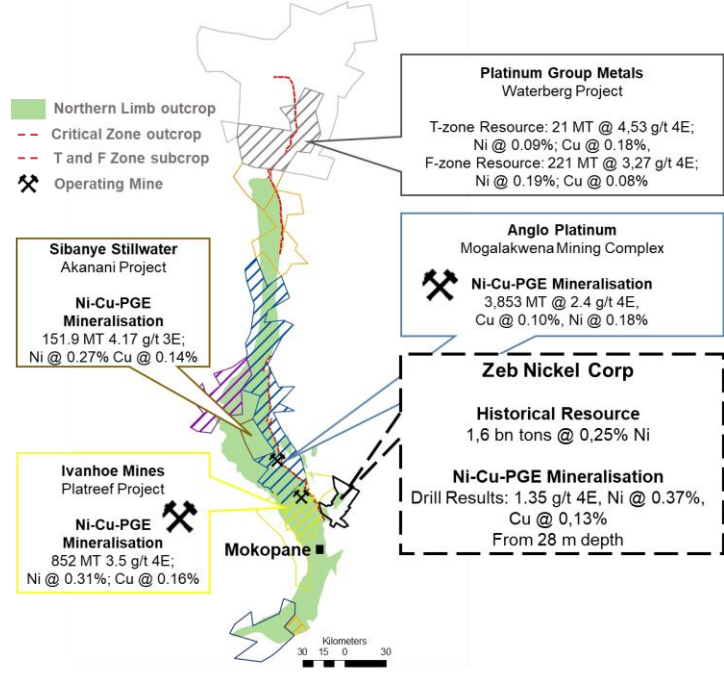 Platinum Group Metals
Waterberg Project
T-zone Resource: 21 MT @ 4,53 g/t 4E;
Ni @ 0.09%; Cu @ 0.18%,
F-zone Resource: 221 MT @ 3,27 g/t 4E;
Ni @ 0.19%; Cu @ 0.08%
Northern Limb outcrop
Critical Zone outcrop
T and F Zone subcrop
Operating Mine
Anglo Platinum
Mogalakwena Mining Complex
Ni-Cu-PGE Mineralisation
3,853 MT @ 2.4 g/t 4E,
Cu @ 0.10%, Ni @ 0.18%
Sibanye Stillwater
Akanani Project
Ni-Cu-PGE
Mineralisation
151.9 MT 4.17 g/t 3E;
Ni @ 0.27% Cu @ 0.14%
Zeb Nickel Corp
Historical Resource
1,6 bn tons @ 0,25% Ni
Ni-Cu-PGE Mineralisation
Drill Results: 1.35 g/t 4E, Ni @ 0.37%,
Cu @ 0,13%
From 28 m depth
Ivanhoe Mines
Platreef Project
Ni-Cu-PGE
Mineralisation
852 MT 3.5 g/t 4E;
Ni @ 0.31%; Cu @ 0.16%
Mokopane
Kilometers
30 15 0 30